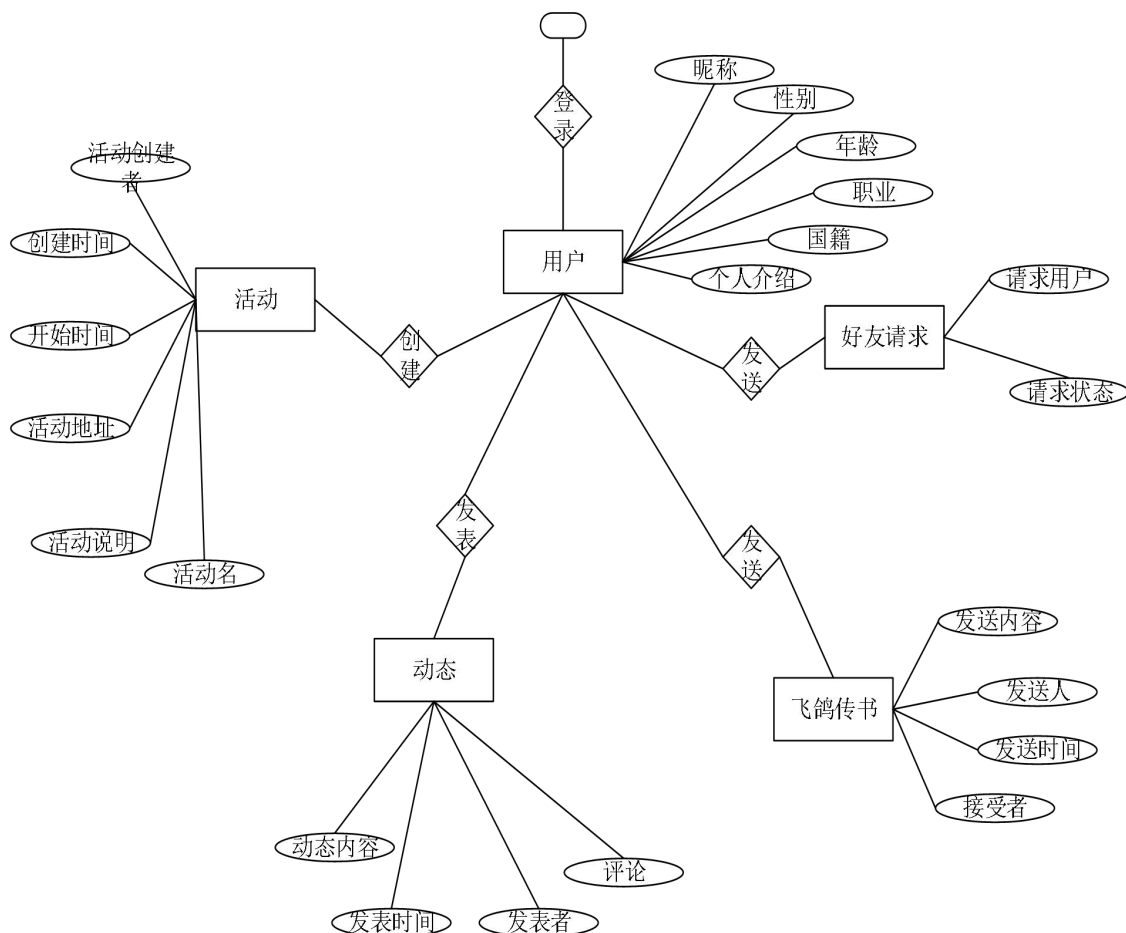 昵称
登
录
性别
年龄
活动创建
者
职业
创建时间
国籍
用户
个人介绍
请求用户
活动
开始时间
创
建
发
送
好友请求
请求状态
活动地址
发
表
发
送
活动说明
活动名
发送内容
动态
飞鸽传书
发送人
发送时间
接受者
动态内容
评论
发表时间
发表者